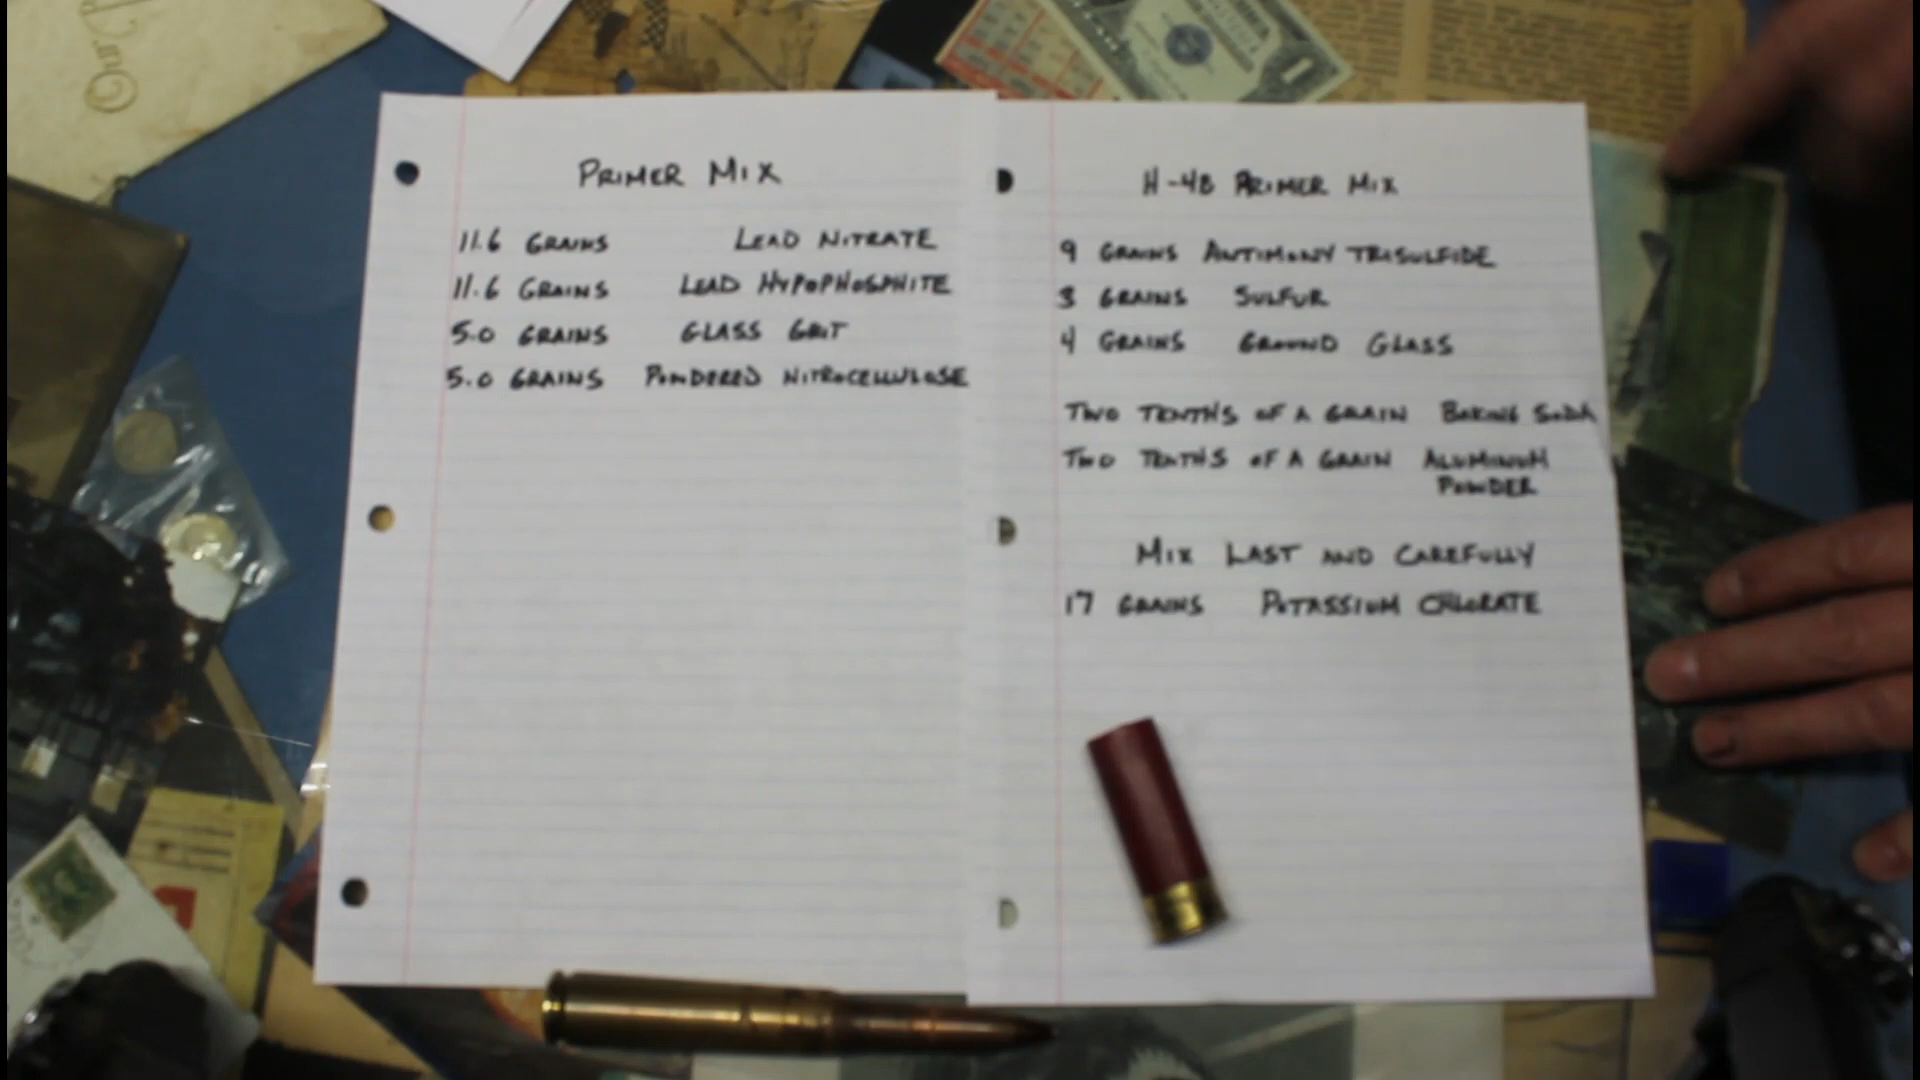 PRIMER MIX
11.6 GRAINS LEAD NITRATE
11.6 GRAINS LEAD HYPOPHOSPHITE
5.0 GRAINS GLASS GRIT
5.0 GRAINS POWDERED NITROCELLULOSE
H-48 PRIMER MIX
9 GRAINS ANTIMONY TRISULFIDE
3 GRAINS SULFUR
4 GRAINS GROUND GLASS
TWO TENTHS OF A GRAIN BAKING SODA
TWO TENTHS OF A GRAIN ALUMINUM
POWDER
MIX LAST AND CAREFULLY
17 GRAINS POTASSIUM CHLORATE